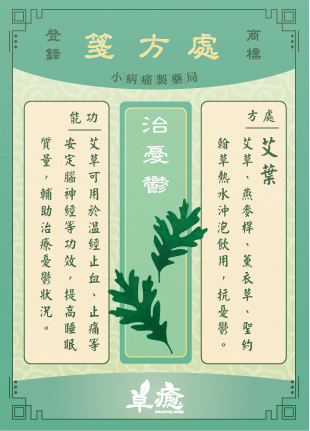 商標
處方箋
登錄
小病痛製藥局
處方
艾葉
艾草、燕麥桿、薰衣草、聖約
翰草熱水沖泡飲用，抗憂鬱。
治憂鬱
功能
艾草可用於溫經止血、止痛等
安定腦神經等功效，提高睡眠
質量，輔助治療憂鬱狀況。
草癒